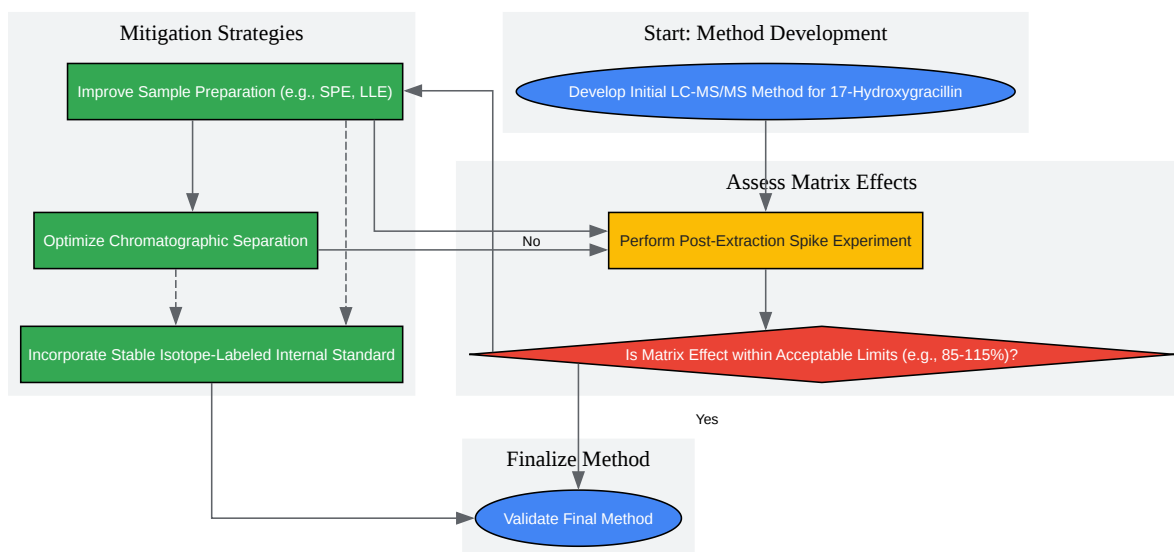 Mitigation Strategies
Start: Method Development
Improve Sample Preparation (e.g., SPE, LLE)
Develop Initial LC-MS/MS Method for 17-Hydroxygracillin
Assess Matrix Effects
Optimize Chromatographic Separation
No
Perform Post-Extraction Spike Experiment
Incorporate Stable Isotope-Labeled Internal Standard
Is Matrix Effect within Acceptable Limits (e.g., 85-115%)?
Yes
Finalize Method
Validate Final Method